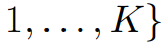 1, . . . , K}